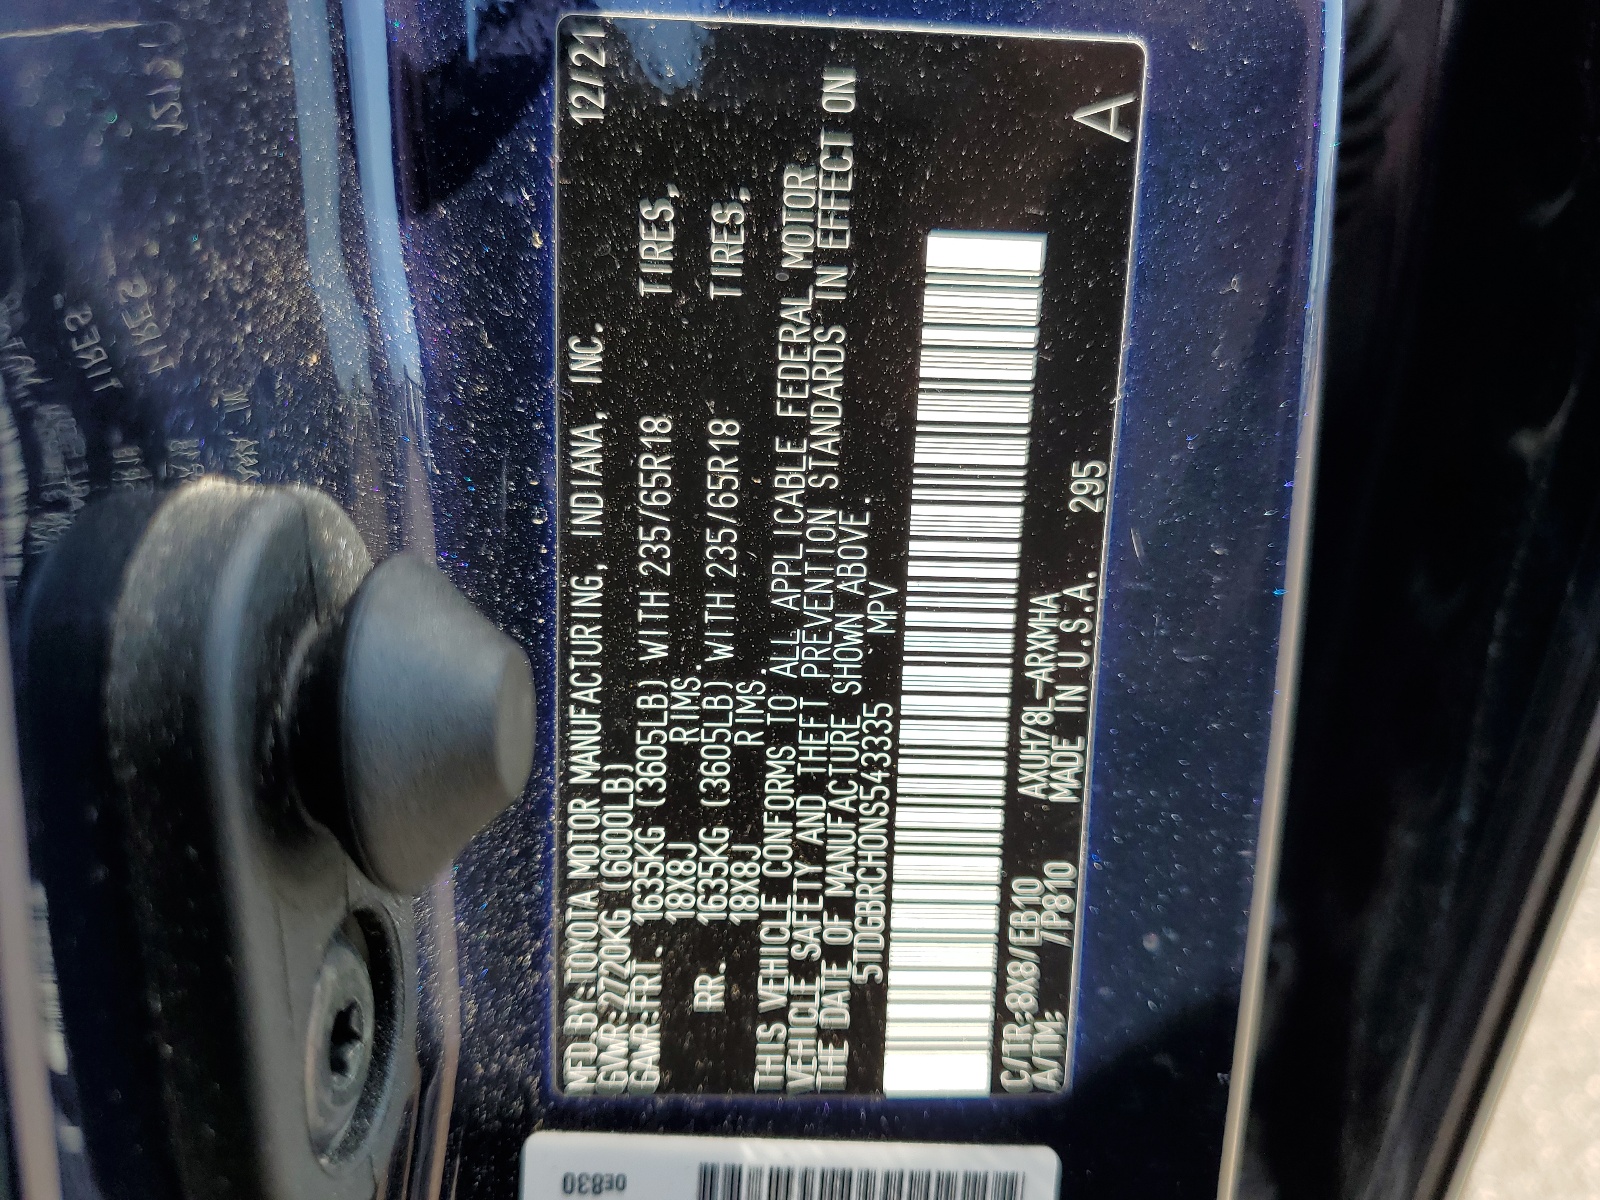 MFD.BY:TOYOTA MOTOR MANUFACTURING, INDIANA, INC. 12/21
GVWR:2720KG (6000LB)
GAWR:FRT. 1635KG (3605LB) WITH 235/65R18 TIRES,
18X8J RIMS.
RR. 1635KG (3605LB) WITH 235/65R18 TIRES,
18X8J RIMS.
THIS VEHICLE CONFORMS TO ALL APPLICABLE FEDERAL MOTOR
VEHICLE SAFETY AND THEFT PREVENTION STANDARDS IN EFFECT ON
THE DATE OF MANUFACTURE SHOWN ABOVE.
5TDGBRCH0NS543335 MPV
C/TR:8X8/EB10 AXUH78L-ARXMHA
A/TM: /P810 MADE IN U.S.A. 295 A
0E830